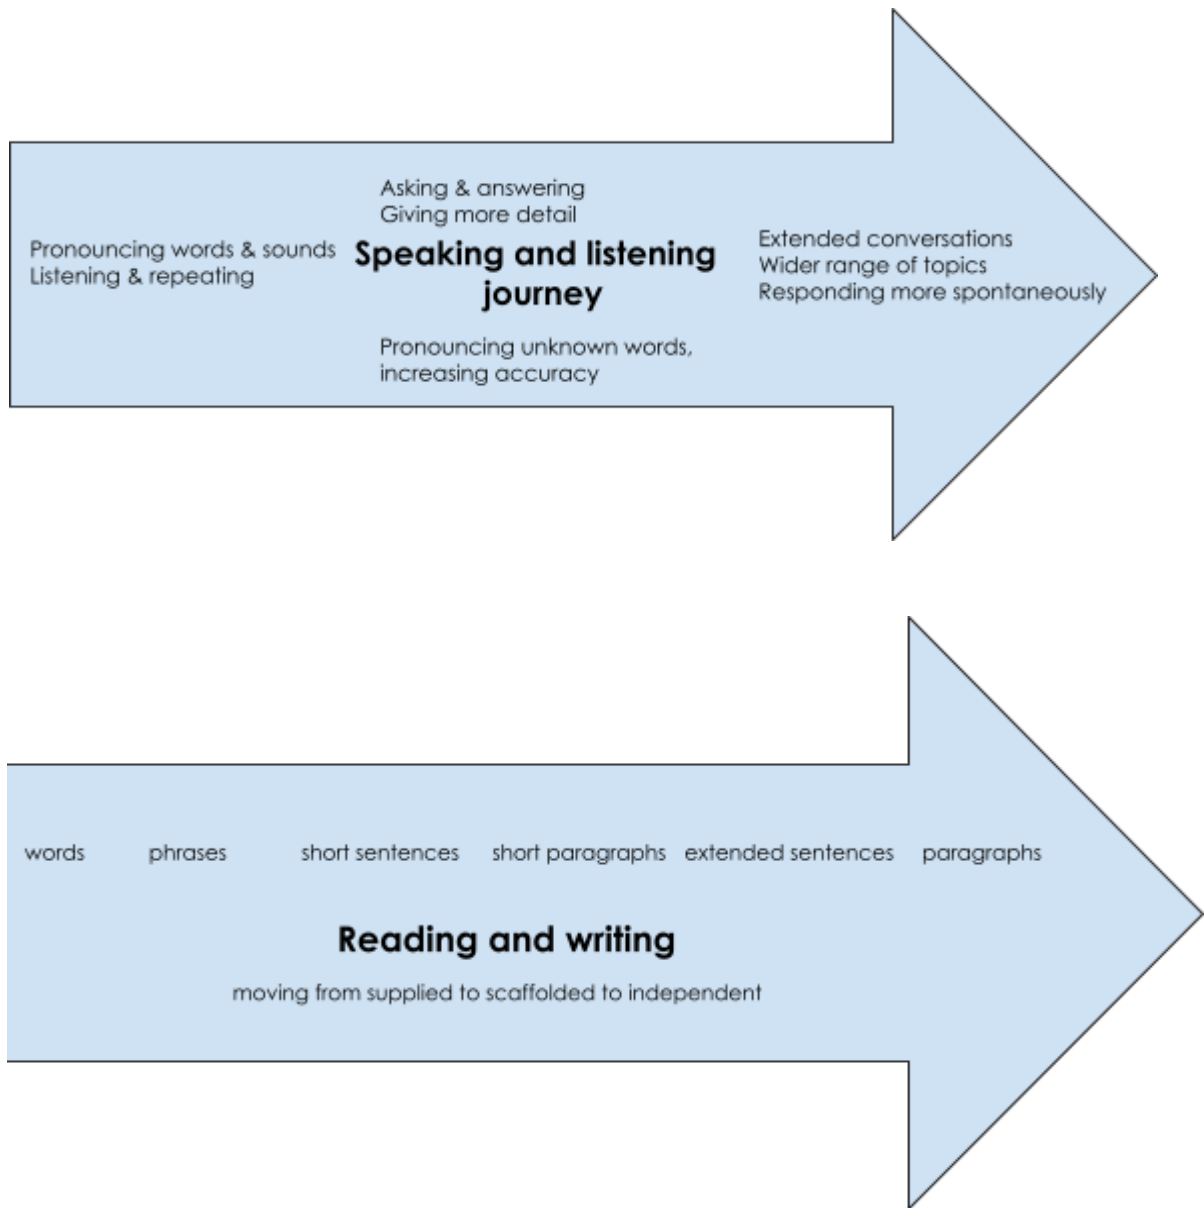 Pronouncing words & sounds
Listening & repeating
Asking & answering
Giving more detail
Speaking and listening
journey
Pronouncing unknown words,
increasing accuracy
Extended conversations
Wider range of topics
Responding more spontaneously
words phrases short sentences short paragraphs extended sentences paragraphs
Reading and writing
moving from supplied to scaffolded to independent